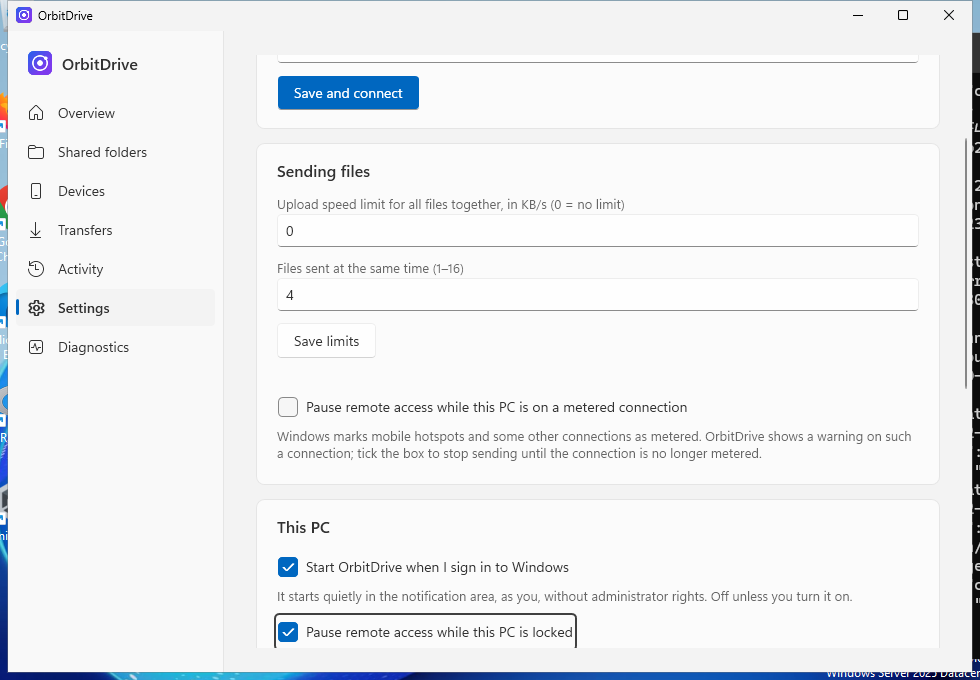 OrbitDrive
OrbitDrive
Overview
Shared folders
Devices
Transfers
Activity
Settings
Diagnostics
Save and connect
Sending files
Upload speed limit for all files together, in KB/s (0 = no limit)
0
Files sent at the same time (1–16)
4
Save limits
Pause remote access while this PC is on a metered connection
Windows marks mobile hotspots and some other connections as metered. OrbitDrive shows a warning on such
a connection; tick the box to stop sending until the connection is no longer metered.
This PC
Start OrbitDrive when I sign in to Windows
It starts quietly in the notification area, as you, without administrator rights. Off unless you turn it on.
Pause remote access while this PC is locked
Windows Server 2025 Datacen